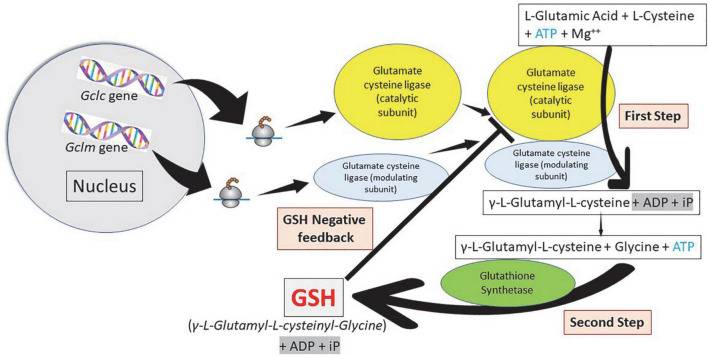 L-Glutamic Acid + L-Cysteine
+ ATP + Mg⁺⁺
Gclc gene
Gclm gene
Nucleus
Glutamate
cysteine ligase
(catalytic
subunit)
Glutamate cysteine
ligase (modulating
subunit)
Glutamate
cysteine ligase
(catalytic
subunit)
Glutamate cysteine
ligase (modulating
subunit)
First Step
γ-L-Glutamyl-L-cysteine + ADP + iP
γ-L-Glutamyl-L-cysteine + Glycine + ATP
GSH Negative
feedback
Glutathione
Synthetase
Second Step
GSH
(γ-L-Glutamyl-L-cysteinyl-Glycine)
+ ADP + iP